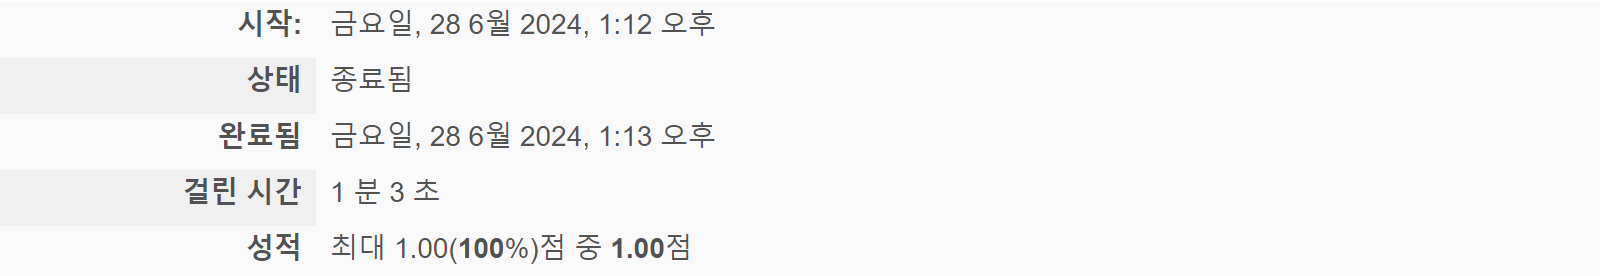 시작: 금요일, 28 6월 2024, 1:12 오후
상태 종료됨
완료됨 금요일, 28 6월 2024, 1:13 오후
걸린 시간 1 분 3 초
성적 최대 1.00(100%)점 중 1.00점